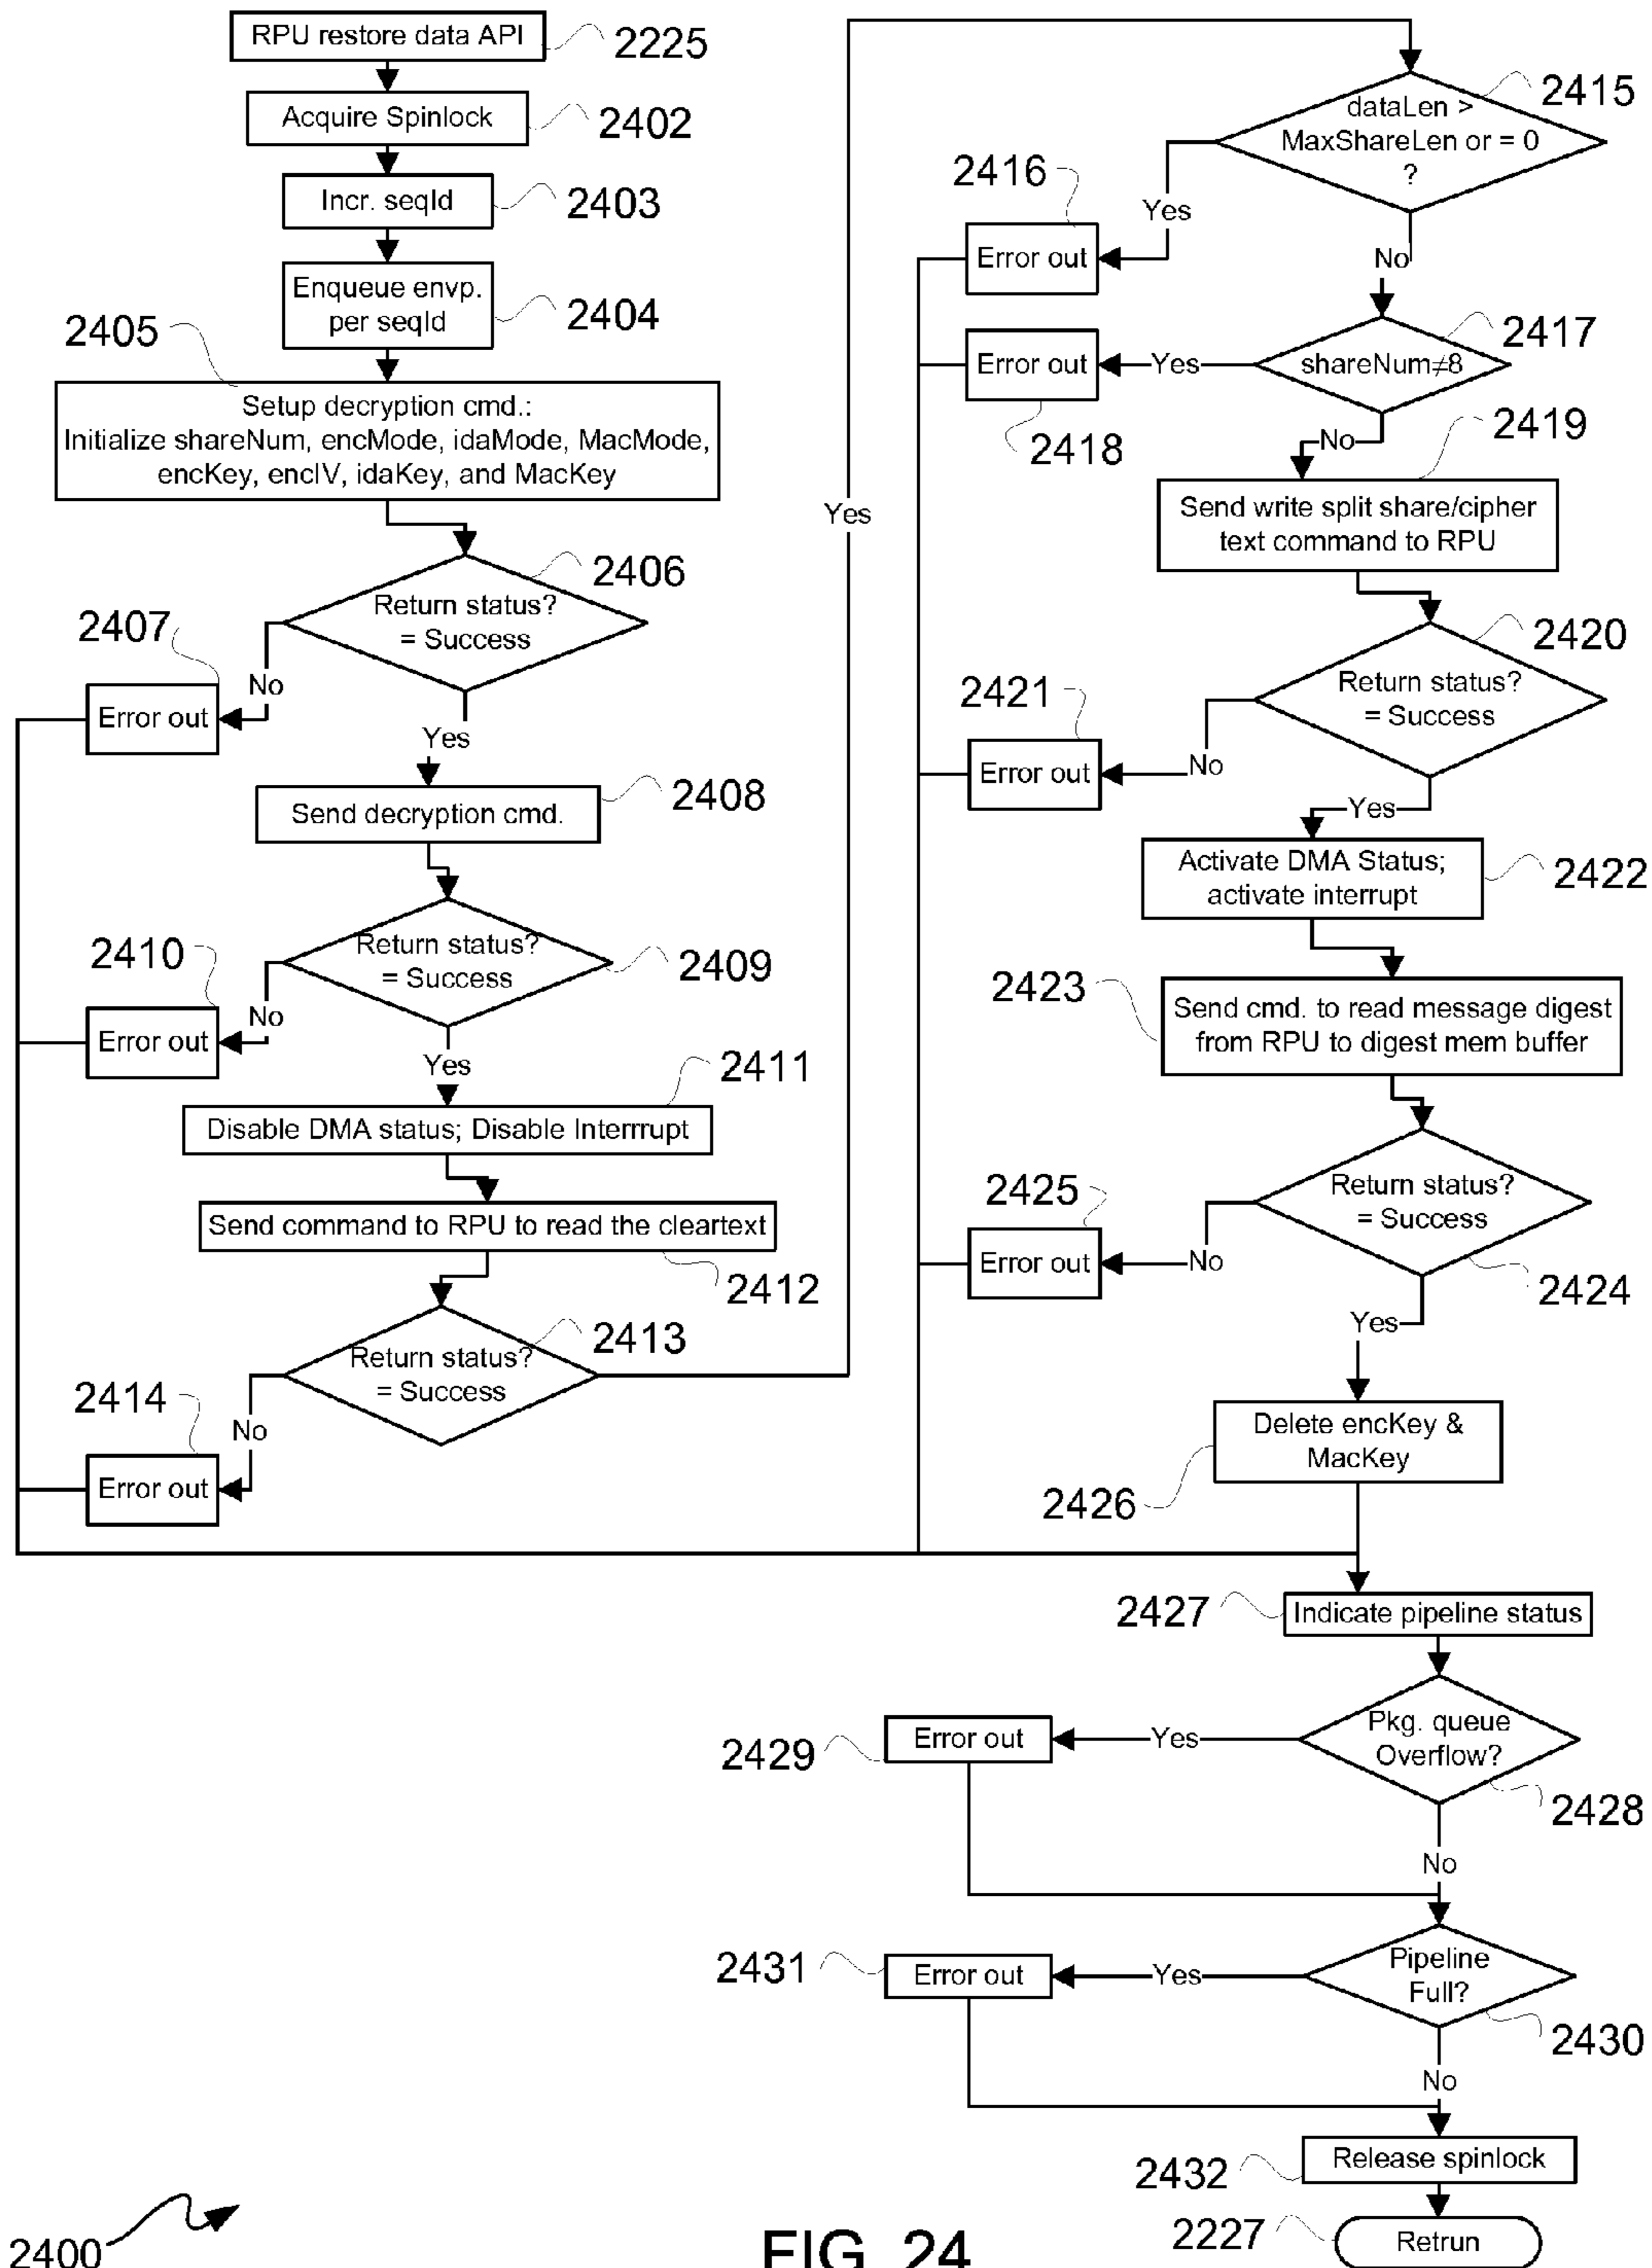 RPU restore data API
2225
Acquire Spinlock
2402
Incr. seqId
2403
Enqueue envp.
per seqId
2404
2405
Setup decryption cmd.:
Initialize shareNum, encMode, idaMode, MacMode,
encKey, encIV, idaKey, and MacKey
2406
Return status?
= Success
2407
No
Error out
Yes
Send decryption cmd.
2408
Return status?
= Success
2409
2410
No
Error out
Yes
2411
Disable DMA status; Disable Interrrupt
Send command to RPU to read the cleartext
2412
2413
Return status?
= Success
2414
No
Error out
Yes
2415
dataLen >
MaxShareLen or = 0
?
2416
Yes
Error out
No
2417
shareNum≠8
Yes
Error out
2418
No
2419
Send write split share/cipher
text command to RPU
2420
Return status?
= Success
2421
No
Error out
Yes
Activate DMA Status;
activate interrupt
2422
2423
Send cmd. to read message digest
from RPU to digest mem buffer
Return status?
= Success
2424
2425
No
Error out
Yes
Delete encKey &
MacKey
2426
2427
Indicate pipeline status
Pkg. queue
Overflow?
2428
Yes
Error out
2429
No
Pipeline
Full?
2430
Yes
Error out
2431
No
Release spinlock
2432
2227
Retrun
2400
FIG. 24